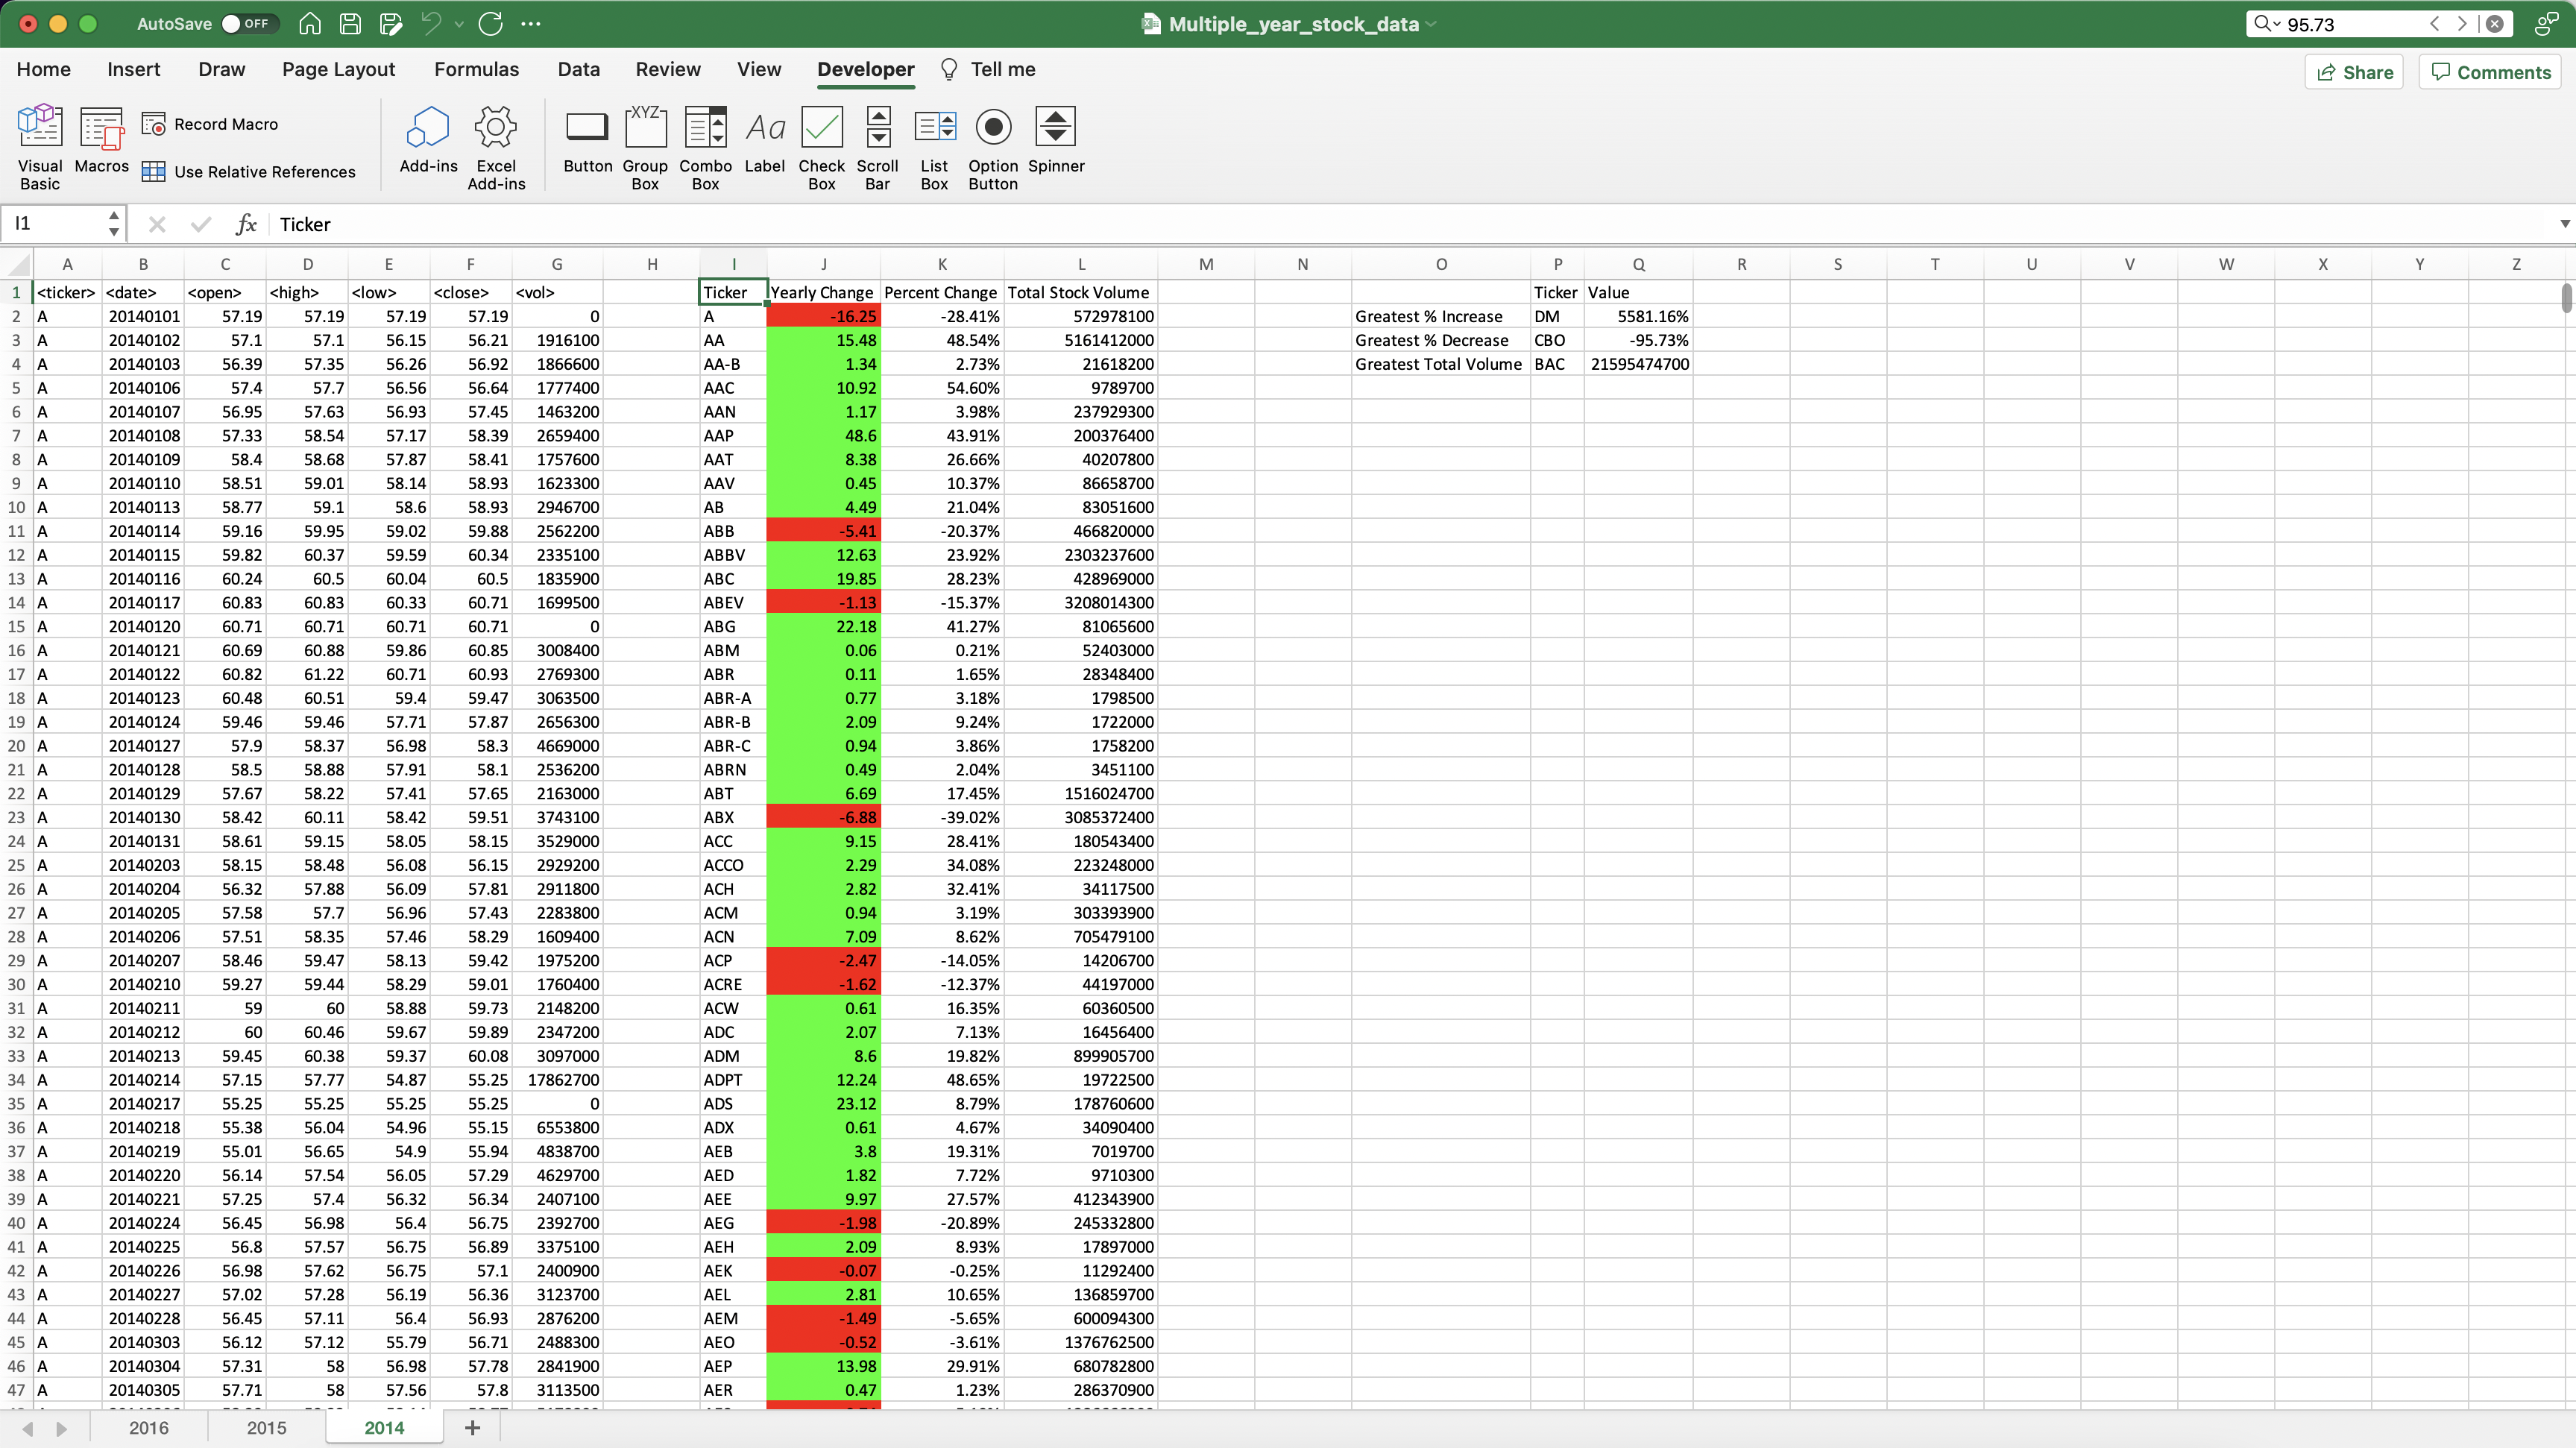 AutoSave OFF Multiple_year_stock_data 95.73
Home Insert Draw Page Layout Formulas Data Review View Developer Tell me Share Comments
Visual Basic Macros Record Macro Use Relative References Add-ins Excel Add-ins Button XYZ Group Box Combo Box Aa Label Check Box Scroll Bar List Box Option Button Spinner
I1 fx Ticker
A B C D E F G H I J K L M N O P Q R S T U V W X Y Z
1 <ticker> <date> <open> <high> <low> <close> <vol> Ticker Yearly Change Percent Change Total Stock Volume Ticker Value
2 A 20140101 57.19 57.19 57.19 57.19 0 A -16.25 -28.41% 572978100 Greatest % Increase DM 5581.16%
3 A 20140102 57.1 57.1 56.15 56.21 1916100 AA 15.48 48.54% 5161412000 Greatest % Decrease CBO -95.73%
4 A 20140103 56.39 57.35 56.26 56.92 1866600 AA-B 1.34 2.73% 21618200 Greatest Total Volume BAC 21595474700
5 A 20140106 57.4 57.7 56.56 56.64 1777400 AAC 10.92 54.60% 9789700
6 A 20140107 56.95 57.63 56.93 57.45 1463200 AAN 1.17 3.98% 237929300
7 A 20140108 57.33 58.54 57.17 58.39 2659400 AAP 48.6 43.91% 200376400
8 A 20140109 58.4 58.68 57.87 58.41 1757600 AAT 8.38 26.66% 40207800
9 A 20140110 58.51 59.01 58.14 58.93 1623300 AAV 0.45 10.37% 86658700
10 A 20140113 58.77 59.1 58.6 58.93 2946700 AB 4.49 21.04% 83051600
11 A 20140114 59.16 59.95 59.02 59.88 2562200 ABB -5.41 -20.37% 466820000
12 A 20140115 59.82 60.37 59.59 60.34 2335100 ABBV 12.63 23.92% 2303237600
13 A 20140116 60.24 60.5 60.04 60.5 1835900 ABC 19.85 28.23% 428969000
14 A 20140117 60.83 60.83 60.33 60.71 1699500 ABEV -1.13 -15.37% 3208014300
15 A 20140120 60.71 60.71 60.71 60.71 0 ABG 22.18 41.27% 81065600
16 A 20140121 60.69 60.88 59.86 60.85 3008400 ABM 0.06 0.21% 52403000
17 A 20140122 60.82 61.22 60.71 60.93 2769300 ABR 0.11 1.65% 28348400
18 A 20140123 60.48 60.51 59.4 59.47 3063500 ABR-A 0.77 3.18% 1798500
19 A 20140124 59.46 59.46 57.71 57.87 2656300 ABR-B 2.09 9.24% 1722000
20 A 20140127 57.9 58.37 56.98 58.3 4669000 ABR-C 0.94 3.86% 1758200
21 A 20140128 58.5 58.88 57.91 58.1 2536200 ABRN 0.49 2.04% 3451100
22 A 20140129 57.67 58.22 57.41 57.65 2163000 ABT 6.69 17.45% 1516024700
23 A 20140130 58.42 60.11 58.42 59.51 3743100 ABX -6.88 -39.02% 3085372400
24 A 20140131 58.61 59.15 58.05 58.15 3529000 ACC 9.15 28.41% 180543400
25 A 20140203 58.15 58.48 56.08 56.15 2929200 ACCO 2.29 34.08% 223248000
26 A 20140204 56.32 57.88 56.09 57.81 2911800 ACH 2.82 32.41% 34117500
27 A 20140205 57.58 57.7 56.96 57.43 2283800 ACM 0.94 3.19% 303393900
28 A 20140206 57.51 58.35 57.46 58.29 1609400 ACN 7.09 8.62% 705479100
29 A 20140207 58.46 59.47 58.13 59.42 1975200 ACP -2.47 -14.05% 14206700
30 A 20140210 59.27 59.44 58.29 59.01 1760400 ACRE -1.62 -12.37% 44197000
31 A 20140211 59 60 58.88 59.73 2148200 ACW 0.61 16.35% 60360500
32 A 20140212 60 60.46 59.67 59.89 2347200 ADC 2.07 7.13% 16456400
33 A 20140213 59.45 60.38 59.37 60.08 3097000 ADM 8.6 19.82% 899905700
34 A 20140214 57.15 57.77 54.87 55.25 17862700 ADPT 12.24 48.65% 19722500
35 A 20140217 55.25 55.25 55.25 55.25 0 ADS 23.12 8.79% 178760600
36 A 20140218 55.38 56.04 54.96 55.15 6553800 ADX 0.61 4.67% 34090400
37 A 20140219 55.01 56.65 54.9 55.94 4838700 AEB 3.8 19.31% 7019700
38 A 20140220 56.14 57.54 56.05 57.29 4629700 AED 1.82 7.72% 9710300
39 A 20140221 57.25 57.4 56.32 56.34 2407100 AEE 9.97 27.57% 412343900
40 A 20140224 56.45 56.98 56.4 56.75 2392700 AEG -1.98 -20.89% 245332800
41 A 20140225 56.8 57.57 56.75 56.89 3375100 AEH 2.09 8.93% 17897000
42 A 20140226 56.98 57.62 56.75 57.1 2400900 AEK -0.07 -0.25% 11292400
43 A 20140227 57.02 57.28 56.19 56.36 3123700 AEL 2.81 10.65% 136859700
44 A 20140228 56.45 57.11 56.4 56.93 2876200 AEM -1.49 -5.65% 600094300
45 A 20140303 56.12 57.12 55.79 56.71 2488300 AEO -0.52 -3.61% 1376762500
46 A 20140304 57.31 58 56.98 57.78 2841900 AEP 13.98 29.91% 680782800
47 A 20140305 57.71 58 57.56 57.8 3113500 AER 0.47 1.23% 286370900
2016 2015 2014